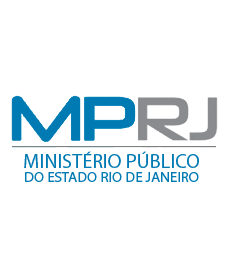 MPRJ
MINISTÉRIO PÚBLICO
DO ESTADO RIO DE JANEIRO